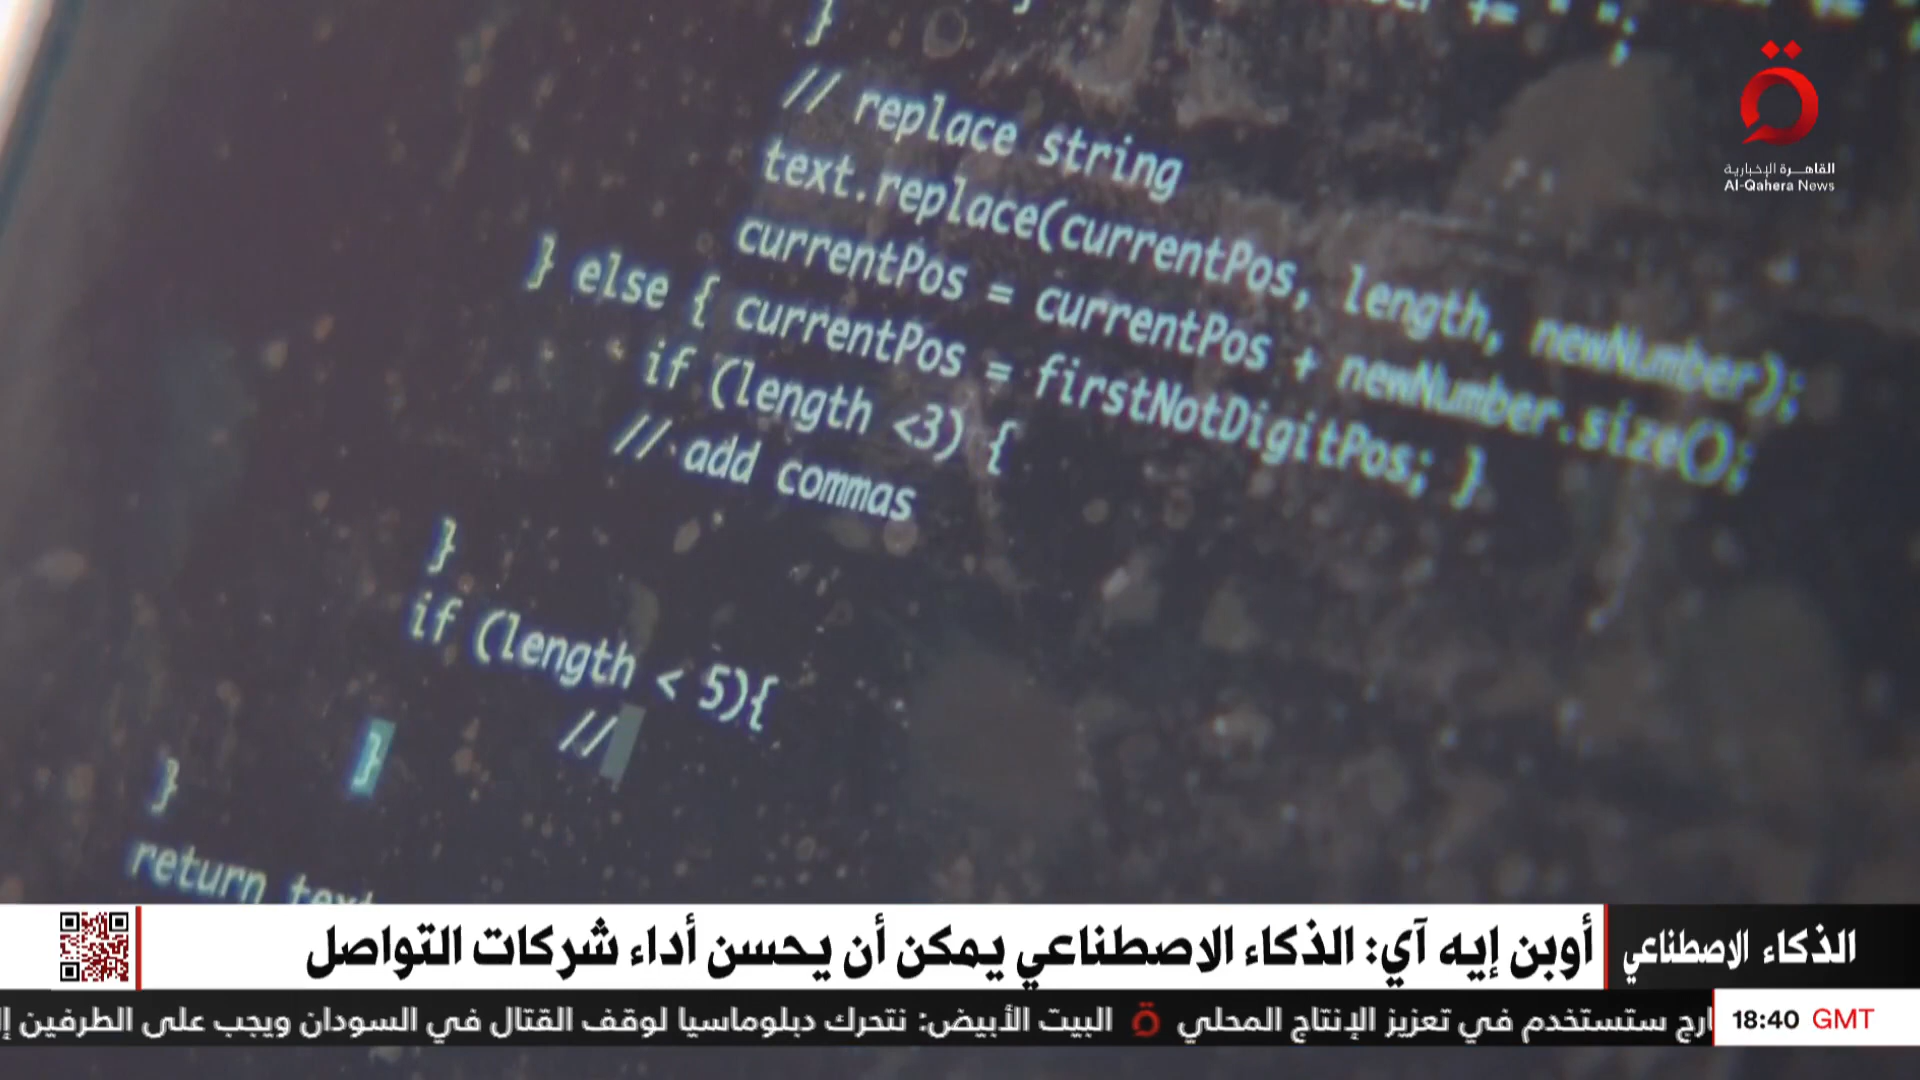 }
// replace string
text.replace(currentPos, length, newNumber);
currentPos = currentPos + newNumber.size();
} else { currentPos = firstNotDigitPos; }
if (length <3) {
// add commas
}
if (length < 5){
//
}
}
return text
القاهرة الإخبارية
Al-Qahera News
الذكاء الاصطناعي
أوبن إيه آي: الذكاء الاصطناعي يمكن أن يحسن أداء شركات التواصل
ستستخدم في تعزيز الإنتاج المحلي البيت الأبيض: نتحرك دبلوماسيا لوقف القتال في السودان ويجب على الطرفين
18:40 GMT